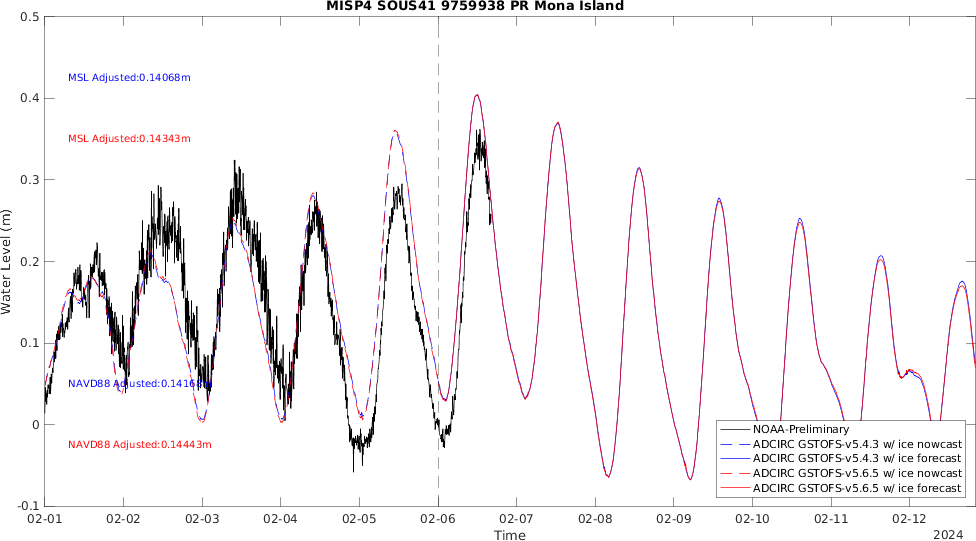 MISP4 SOUS41 9759938 PR Mona Island
0.5
MSL Adjusted:0.14068m
0.4
MSL Adjusted:0.14343m
0.3
0.2
Water Level (m)
0.1
NAVD88 Adjusted:0.14168m
0
NAVD88 Adjusted:0.14443m
-0.1
NOAA-Preliminary
ADCIRC GSTOFS-v5.4.3 w/ ice nowcast
ADCIRC GSTOFS-v5.4.3 w/ ice forecast
ADCIRC GSTOFS-v5.6.5 w/ ice nowcast
ADCIRC GSTOFS-v5.6.5 w/ ice forecast
02-01 02-02 02-03 02-04 02-05 02-06 02-07 02-08 02-09 02-10 02-11 02-12
Time
2024